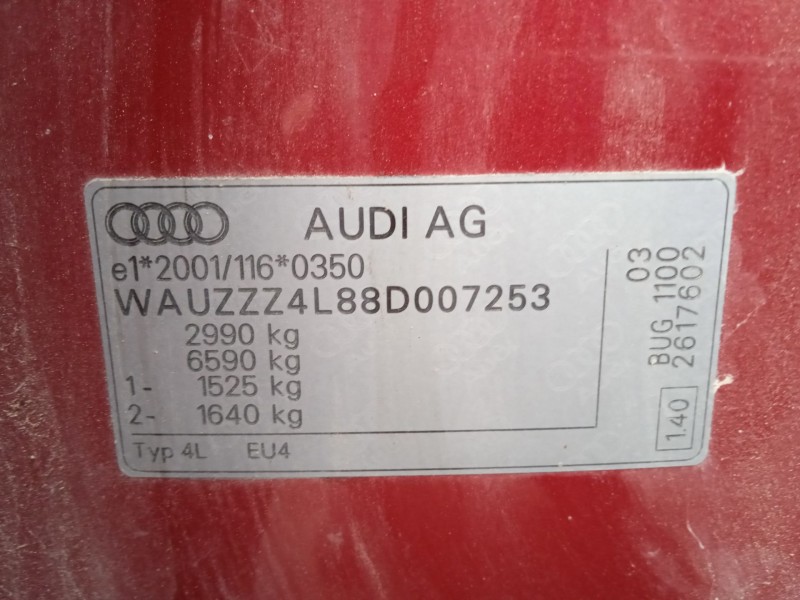 AUDI AG
e1*2001/116*0350
WAUZZZ4L88D007253
2990 kg
6590 kg
1- 1525 kg
2- 1640 kg
Typ 4L EU4
03
BUG 1100
2617602
1.40